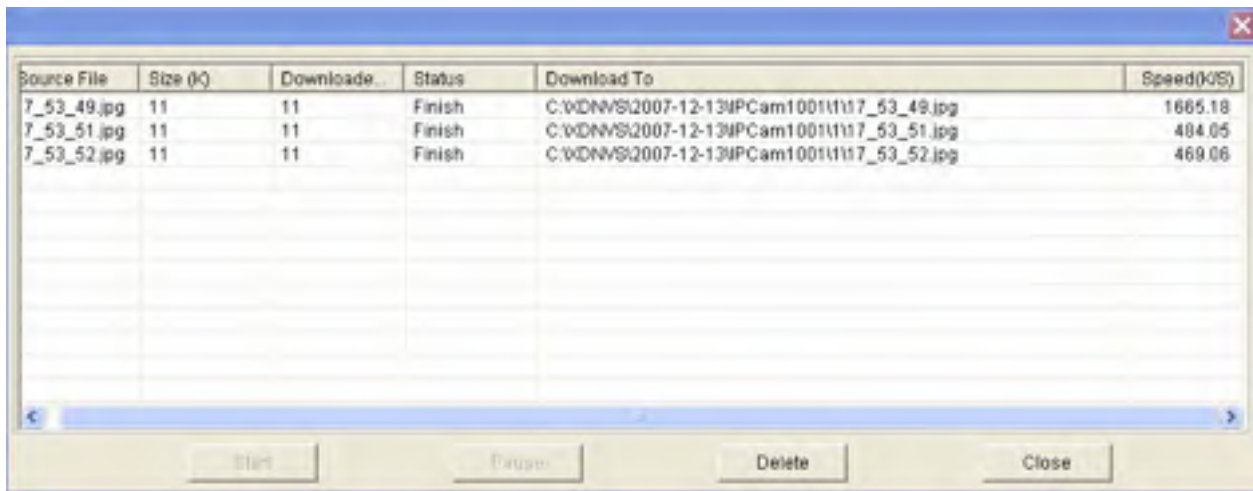 Source File Size (K) Downloade... Status Download To Speed(K/S)
7_53_49.jpg 11 11 Finish C:\XDNVS\2007-12-13\IPCam1001\1\17_53_49.jpg 1665.18
7_53_51.jpg 11 11 Finish C:\XDNVS\2007-12-13\IPCam1001\1\17_53_51.jpg 484.05
7_53_52.jpg 11 11 Finish C:\XDNVS\2007-12-13\IPCam1001\1\17_53_52.jpg 469.06
Start Pause Delete Close